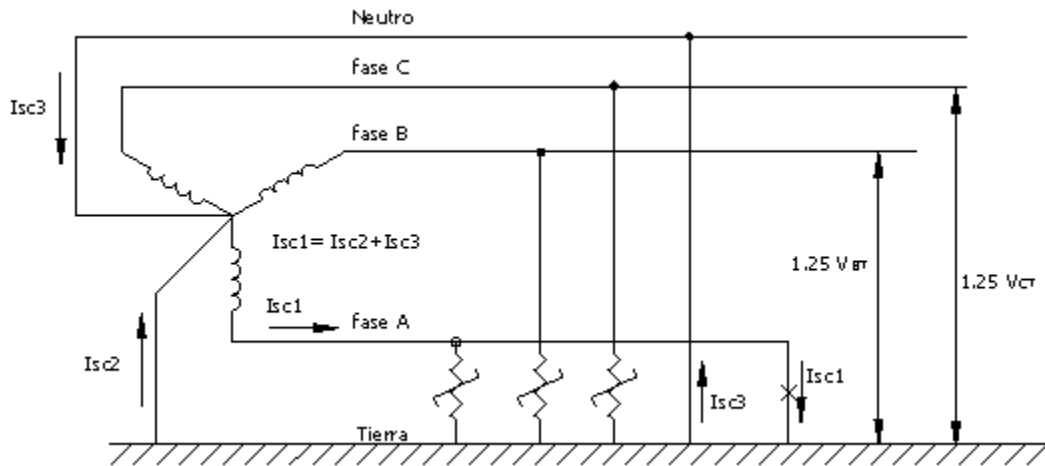 Neutro
fase C
Isc3
fase B
Isc1= Isc2+Isc3
1.25 VBT
1.25 VCT
Isc1
fase A
Isc2
Isc3
Isc1
Tierra